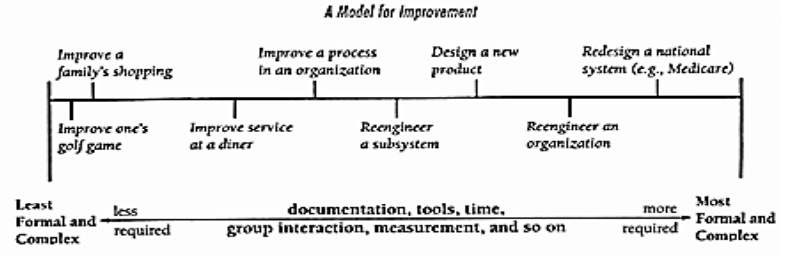 A Model for Improvement
Improve a
family's shopping
Improve a process
in an organization
Design a new
product
Redesign a national
system (e.g., Medicare)
Improve one's
golf game
Improve service
at a diner
Reengineer
a subsystem
Reengineer an
organization
Least
Formal and
Complex
less
required
documentation, tools, time,
group interaction, measurement, and so on
more
required
Most
Formal and
Complex